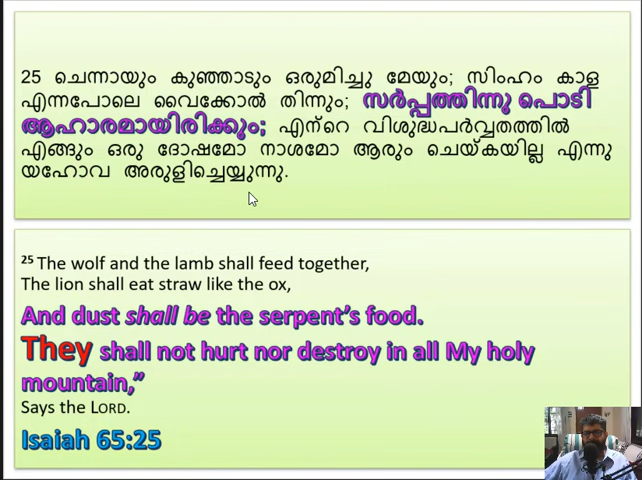 25 ചെന്നായും കുഞ്ഞാടും ഒരുമിച്ചു മേയും; സിംഹം കാള
എന്നപോലെ വൈക്കോൽ തിന്നും; സർപ്പത്തിന്നു പൊടി
ആഹാരമായിരിക്കും; എന്റെ വിശുദ്ധപർവ്വതത്തിൽ
എങ്ങും ഒരു ദോഷമോ നാശമോ ആരും ചെയ്കയില്ല എന്നു
യഹോവ അരുളിച്ചെയ്യുന്നു.
25 The wolf and the lamb shall feed together,
The lion shall eat straw like the ox,
And dust shall be the serpent's food.
They shall not hurt nor destroy in all My holy
mountain,”
Says the LORD.
Isaiah 65:25